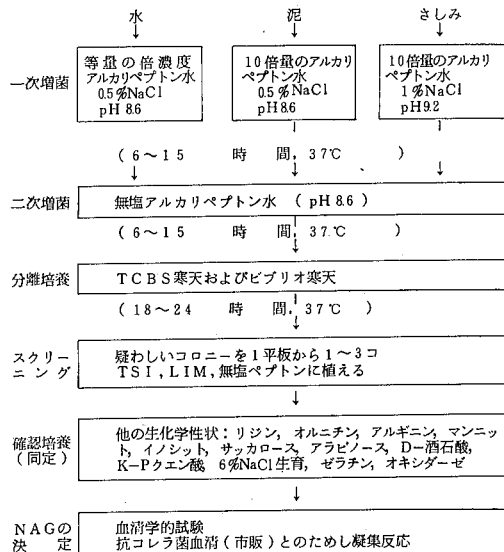 水 泥 さしみ
一次増菌
等量の倍濃度
アルカリペプトン水
0.5%NaCl
pH8.6
10倍量のアルカリ
ペプトン水
0.5%NaCl
pH8.6
10倍量のアルカリ
ペプトン水
1%NaCl
pH9.2
(6~15 時間, 37℃ )
二次増菌
無塩アルカリペプトン水 (pH8.6)
(6~15 時間, 37℃ )
分離培養
TCBS寒天およびビブリオ寒天
(18~24 時間, 37℃ )
スクリー
ニング
疑わしいコロニーを1平板から1~3コ
TSI,LIM,無塩ペプトンに植える
確認培養
(同定)
他の生化学性状:リジン, オルニチン, アルギニン, マンニッ
ト, イノシット, サッカロース, アラビノース, D-酒石酸,
K-Pクエン酸, 6%NaCl生育, ゼラチン, オキシダーゼ
NAGの
決定
血清学的試験
抗コレラ菌血清(市販)とのためし凝集反応